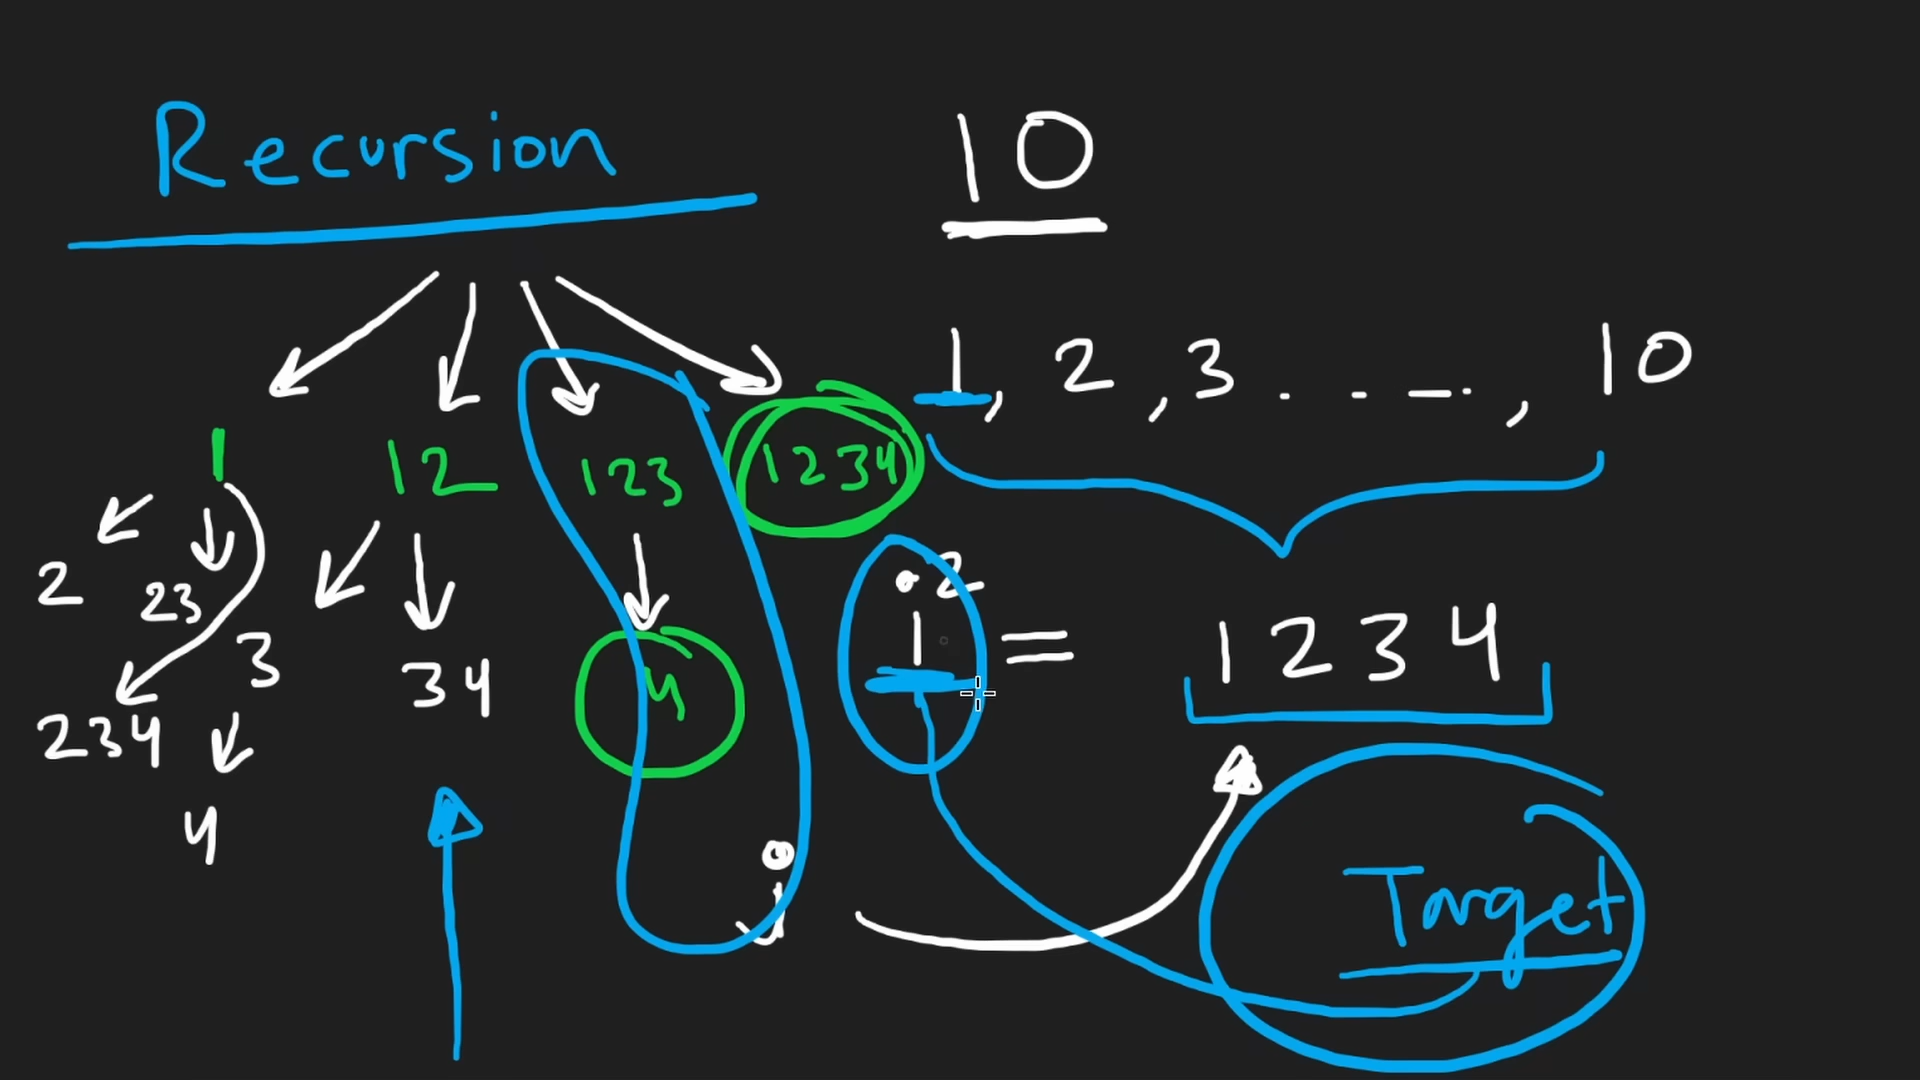 Recursion
10
1, 2, 3 . . _ . , 10
1 12 123 1234
2 23 3
234 4
34
4
i² = 1234
j
Target